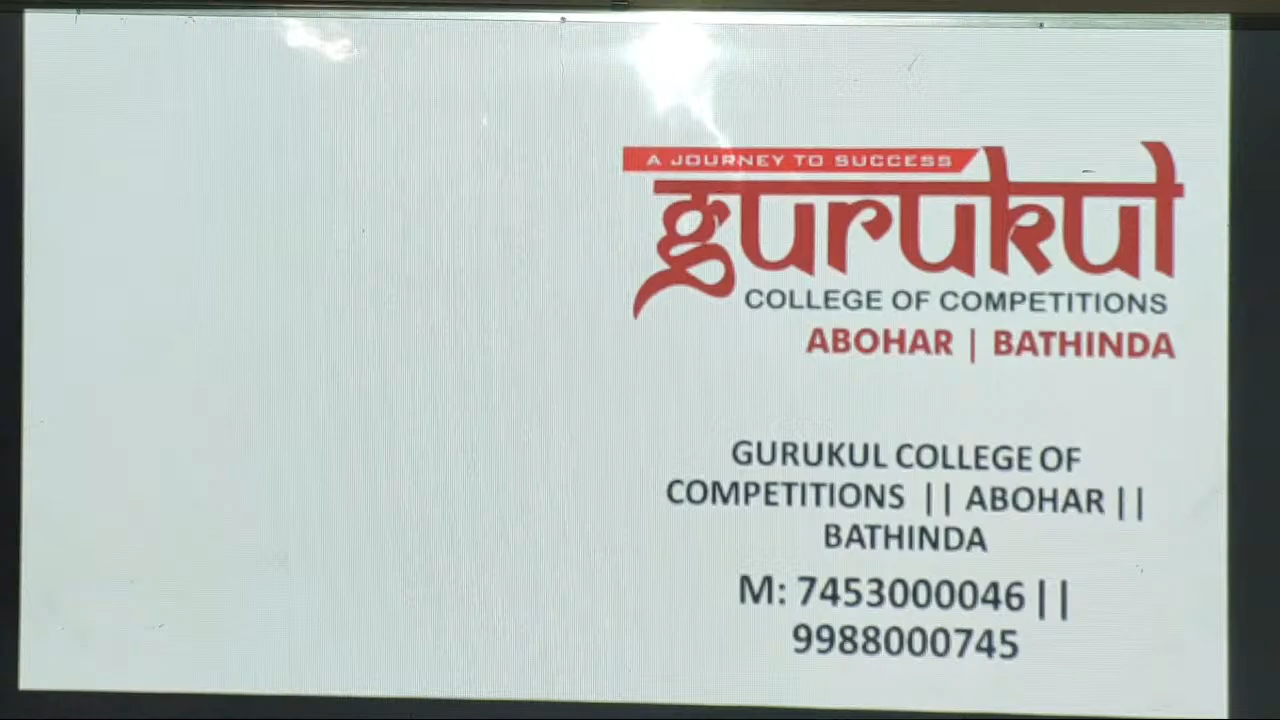 A JOURNEY TO SUCCESS
gurukul
COLLEGE OF COMPETITIONS
ABOHAR | BATHINDA
GURUKUL COLLEGE OF
COMPETITIONS || ABOHAR ||
BATHINDA
M: 7453000046 ||
9988000745